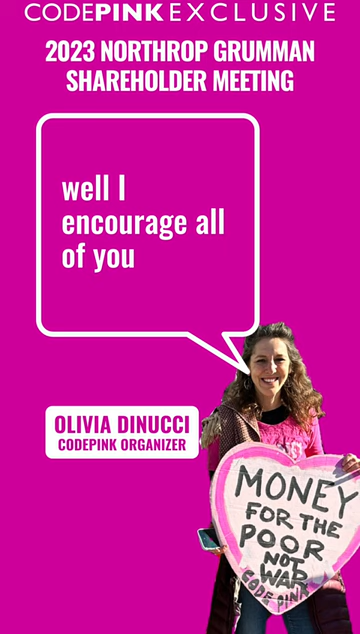 CODEPINK EXCLUSIVE
2023 NORTHROP GRUMMAN
SHAREHOLDER MEETING
well I
encourage all
of you
OLIVIA DINUCCI
CODEPINK ORGANIZER
MONEY
FOR THE
POOR
NOT
WAR
CODE PINK